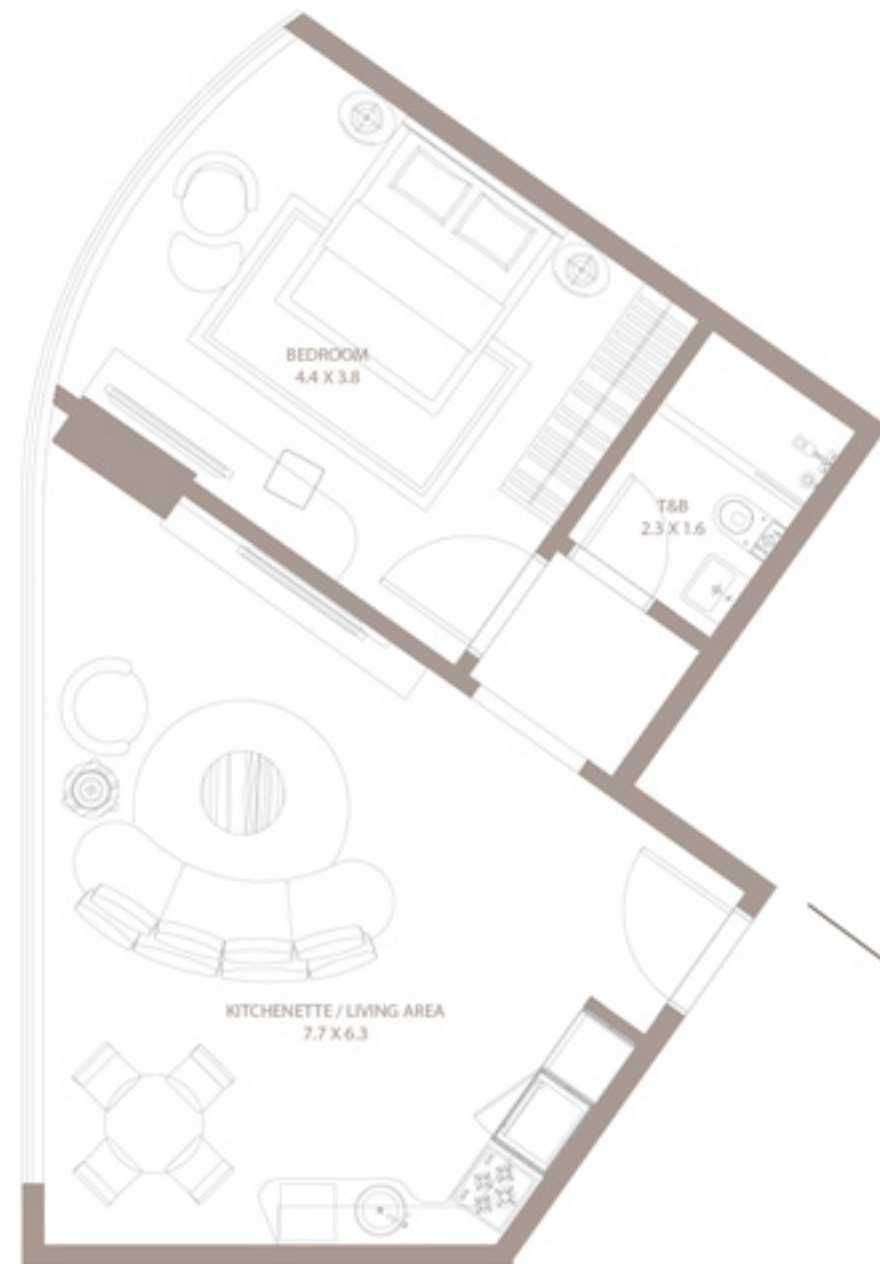 BEDROOM
4.4 X 3.8
T&B
2.3 X 1.6
KITCHENETTE / LIVING AREA
7.7 X 6.3